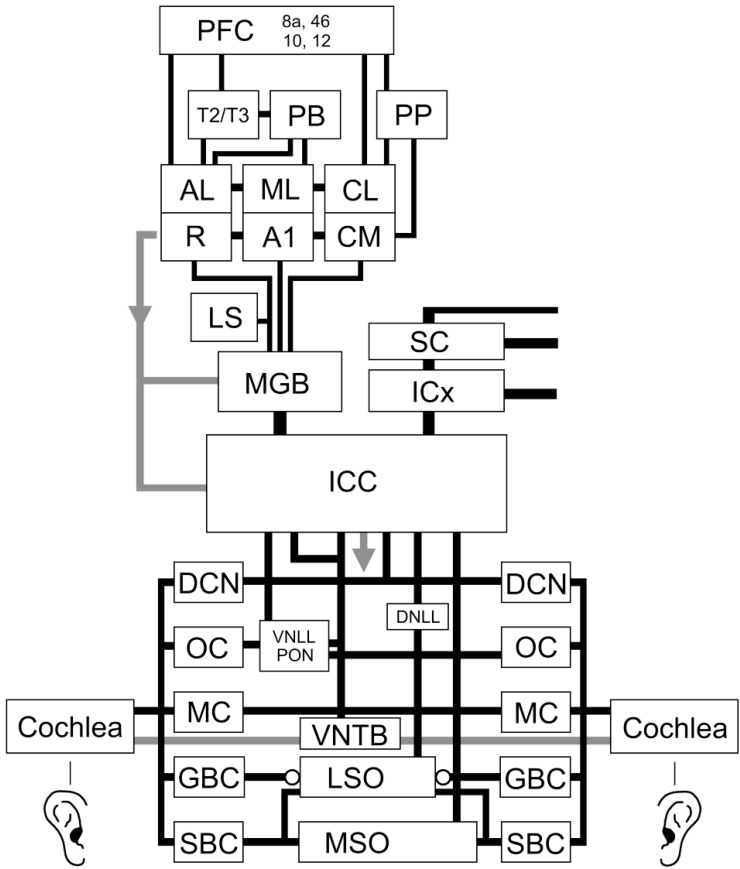 PFC 8a, 46
10, 12
T2/T3
PB
PP
AL
ML
CL
R
A1
CM
LS
SC
MGB
ICx
ICC
DCN
DCN
DNLL
OC
VNLL
PON
OC
MC
MC
Cochlea
VNTB
Cochlea
GBC
LSO
GBC
SBC
MSO
SBC